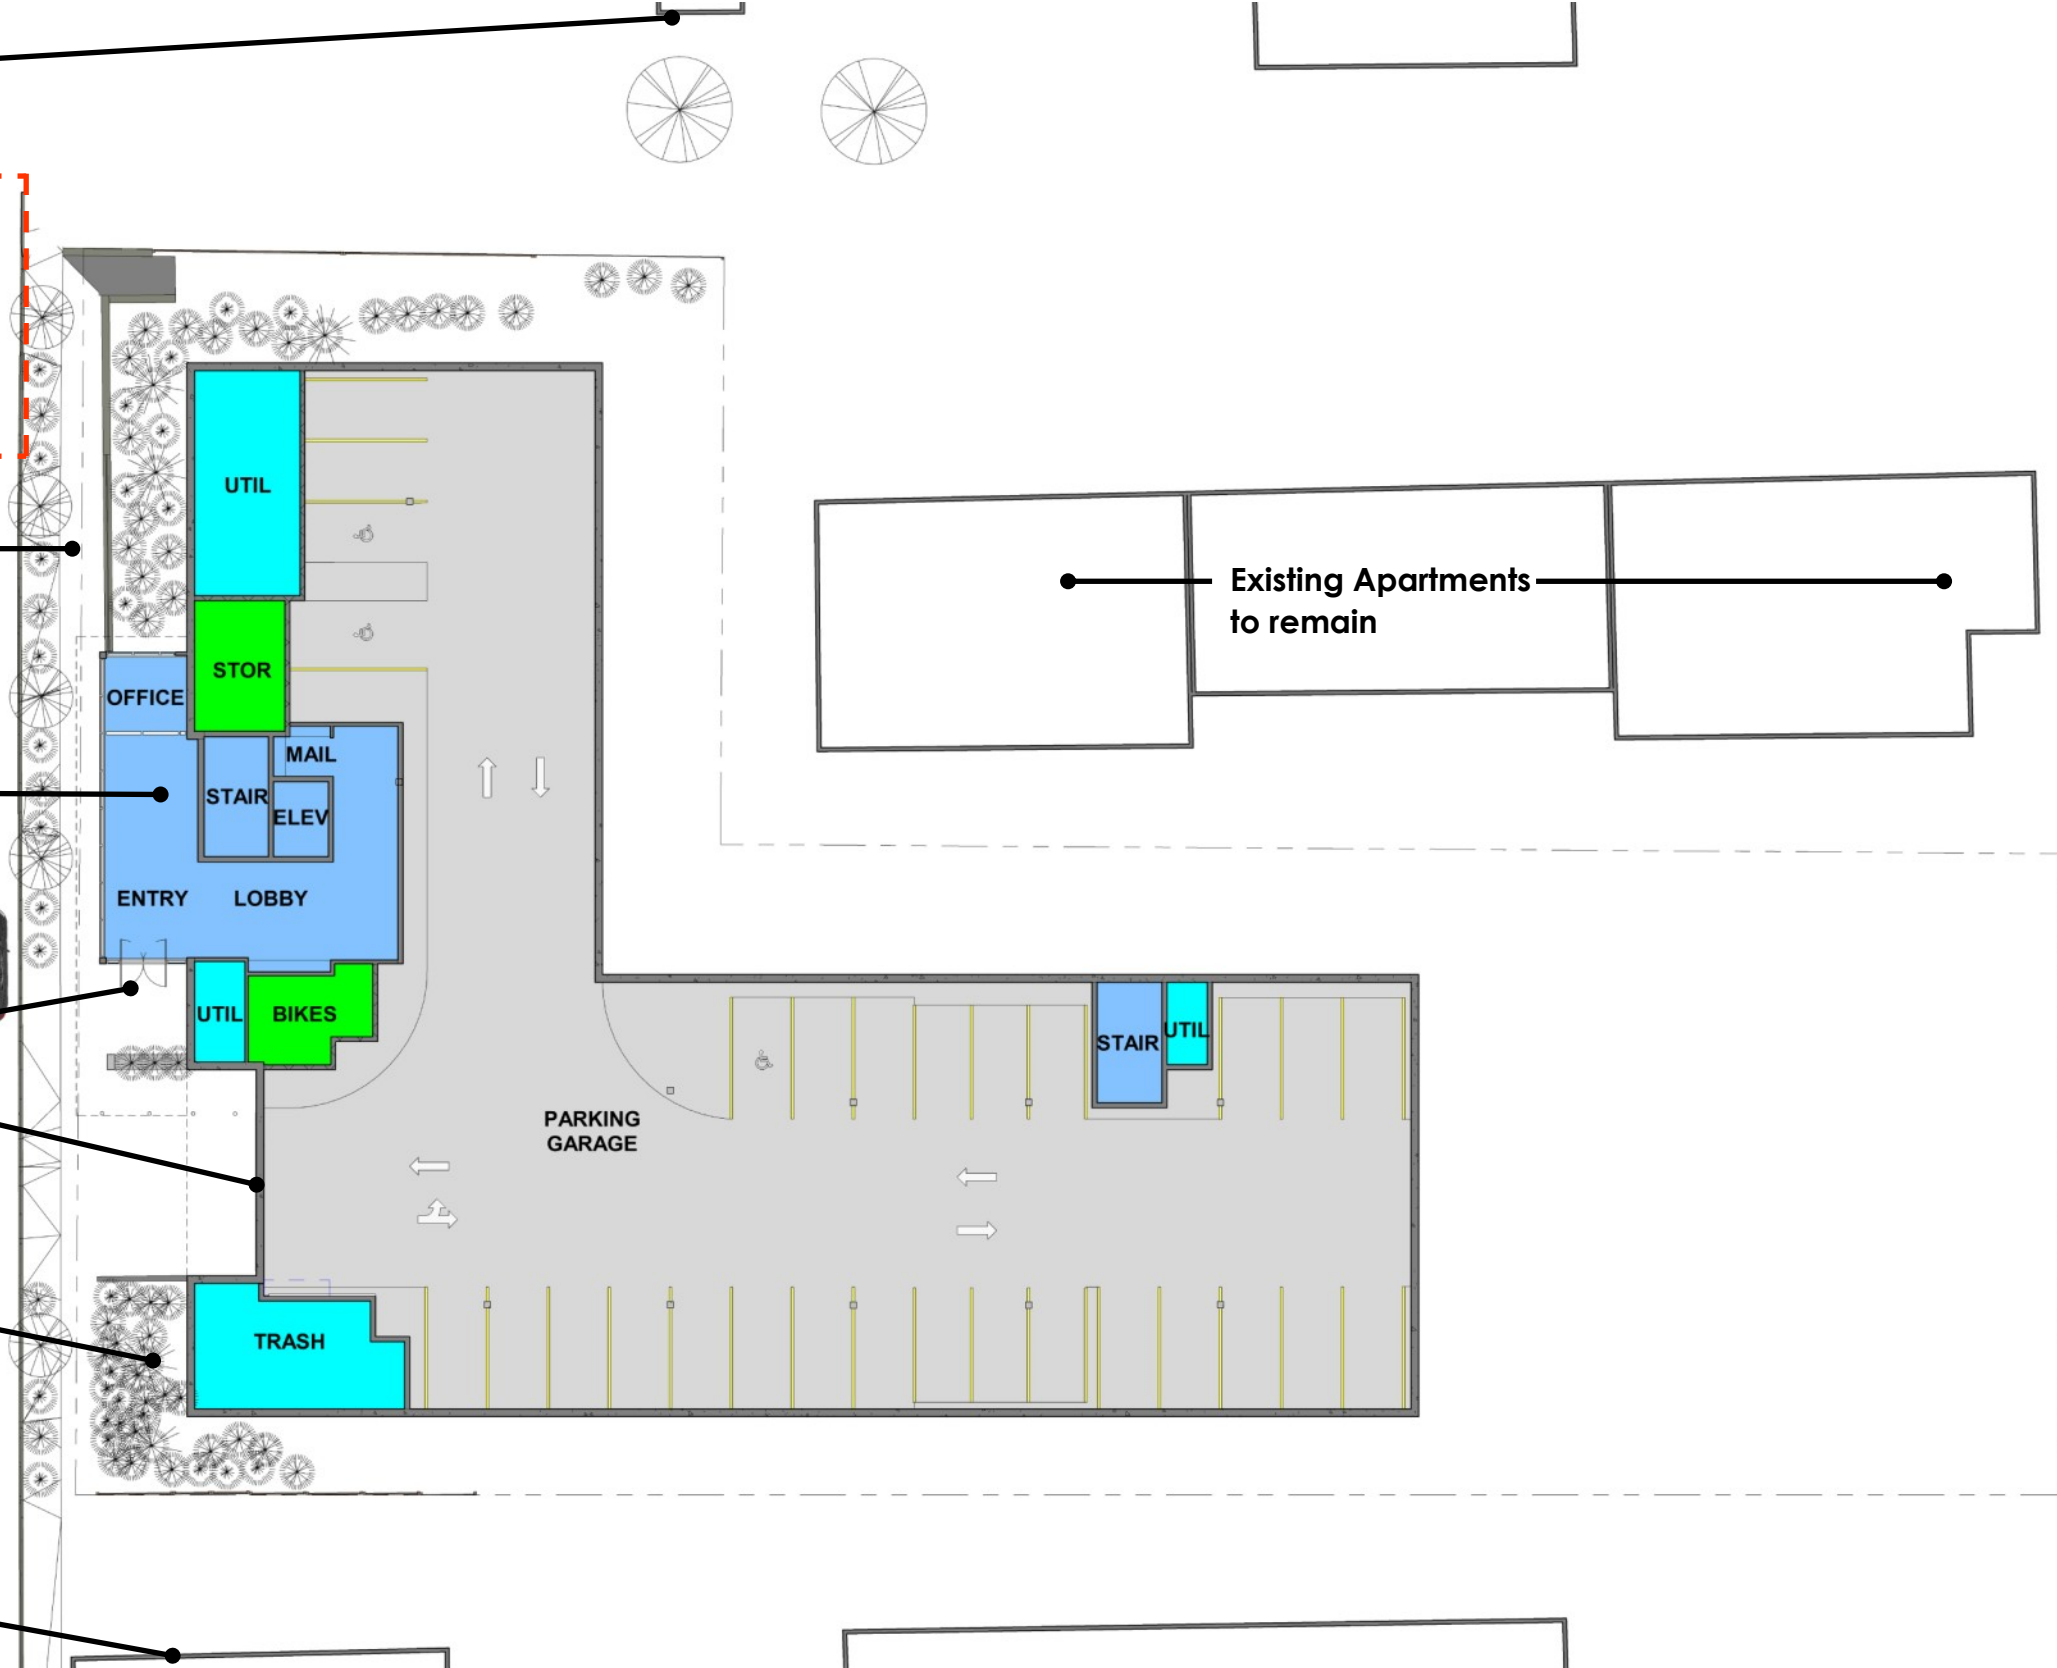 UTIL
Existing Apartments
to remain
STOR
OFFICE
MAIL
STAIR
ELEV
ENTRY
LOBBY
UTIL
BIKES
STAIR
UTIL
PARKING
GARAGE
TRASH